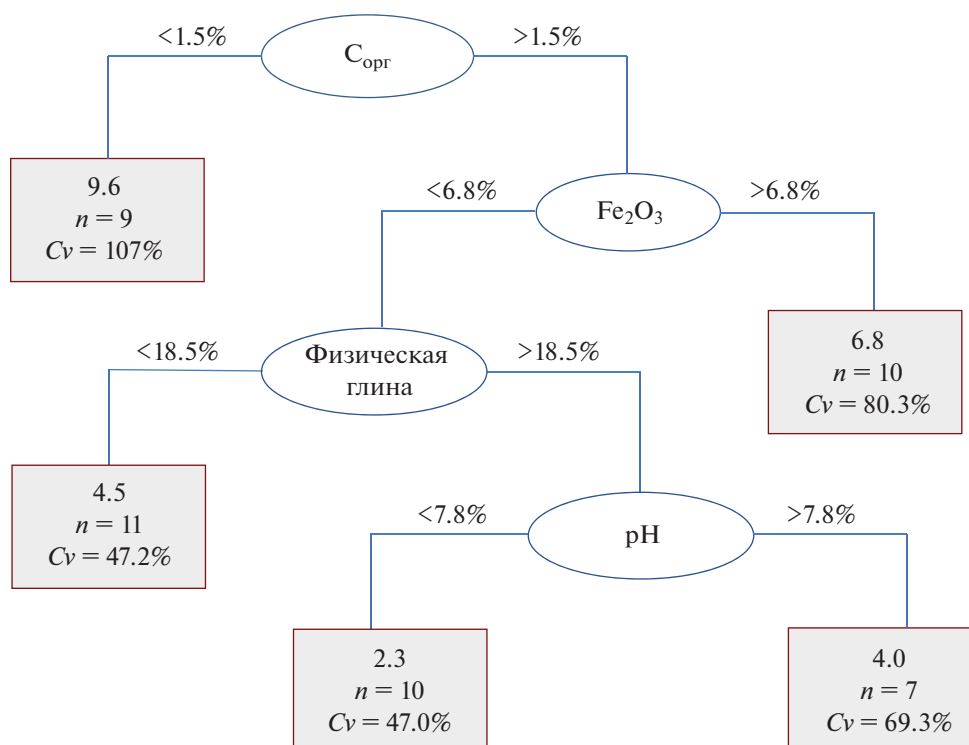 <1.5%
C_орг
>1.5%
9.6
n = 9
Cv = 107%
<6.8%
Fe₂O₃
>6.8%
<18.5%
Физическая
глина
>18.5%
6.8
n = 10
Cv = 80.3%
4.5
n = 11
Cv = 47.2%
<7.8%
pH
>7.8%
2.3
n = 10
Cv = 47.0%
4.0
n = 7
Cv = 69.3%